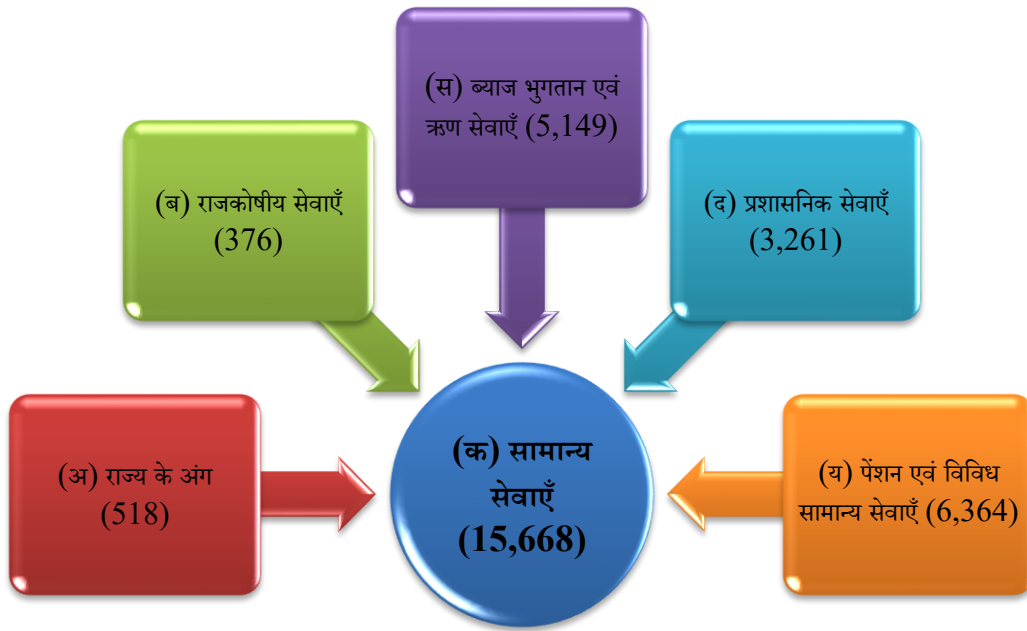 (स) ब्याज भुगतान एवं
ऋण सेवाएँ (5,149)
(ब) राजकोषीय सेवाएँ
(376)
(द) प्रशासनिक सेवाएँ
(3,261)
(अ) राज्य के अंग
(518)
(क) सामान्य
सेवाएँ
(15,668)
(य) पेंशन एवं विविध
सामान्य सेवाएँ (6,364)